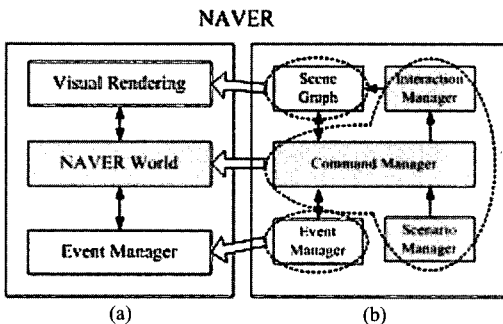 NAVER
Visual Rendering
NAVER World
Event Manager
(a)
Scene
Graph
Interaction
Manager
Command Manager
Event
Manager
Scenario
Manager
(b)